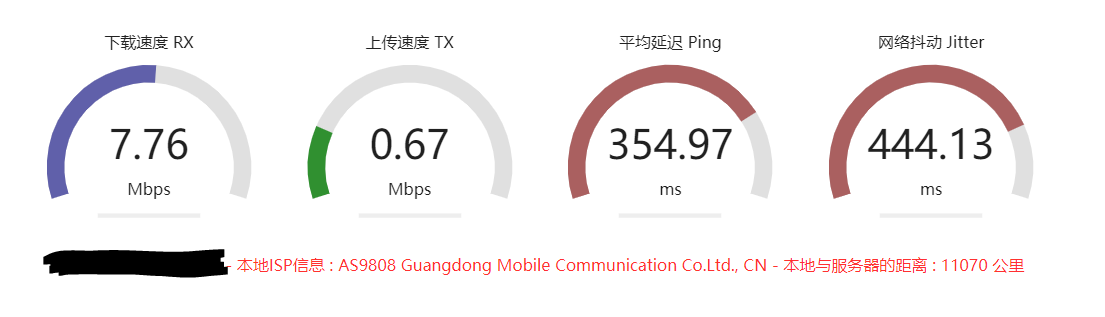 下载速度 RX
7.76
Mbps
上传速度 TX
0.67
Mbps
平均延迟 Ping
354.97
ms
网络抖动 Jitter
444.13
ms
- 本地ISP信息 : AS9808 Guangdong Mobile Communication Co.Ltd., CN - 本地与服务器的距离 : 11070 公里